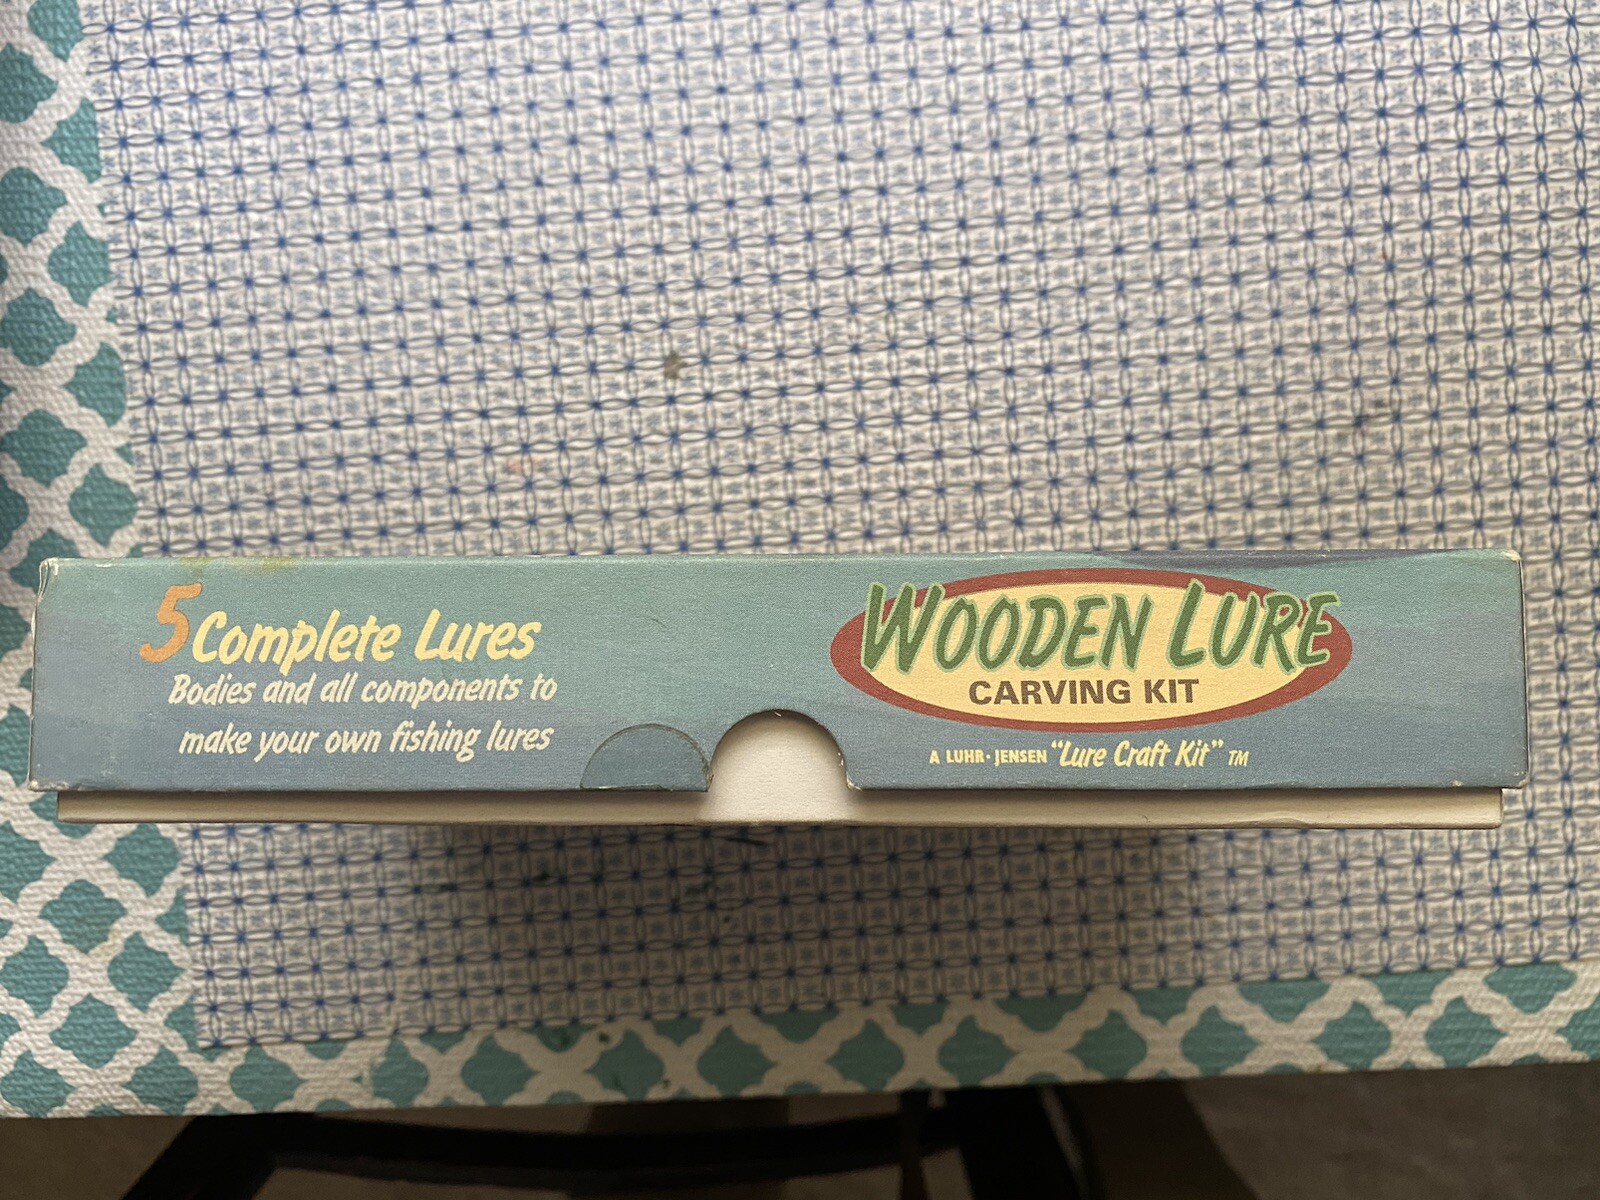 5 Complete Lures
Bodies and all components to
make your own fishing lures
WOODEN LURE
CARVING KIT
A LUHR·JENSEN "Lure Craft Kit" TM